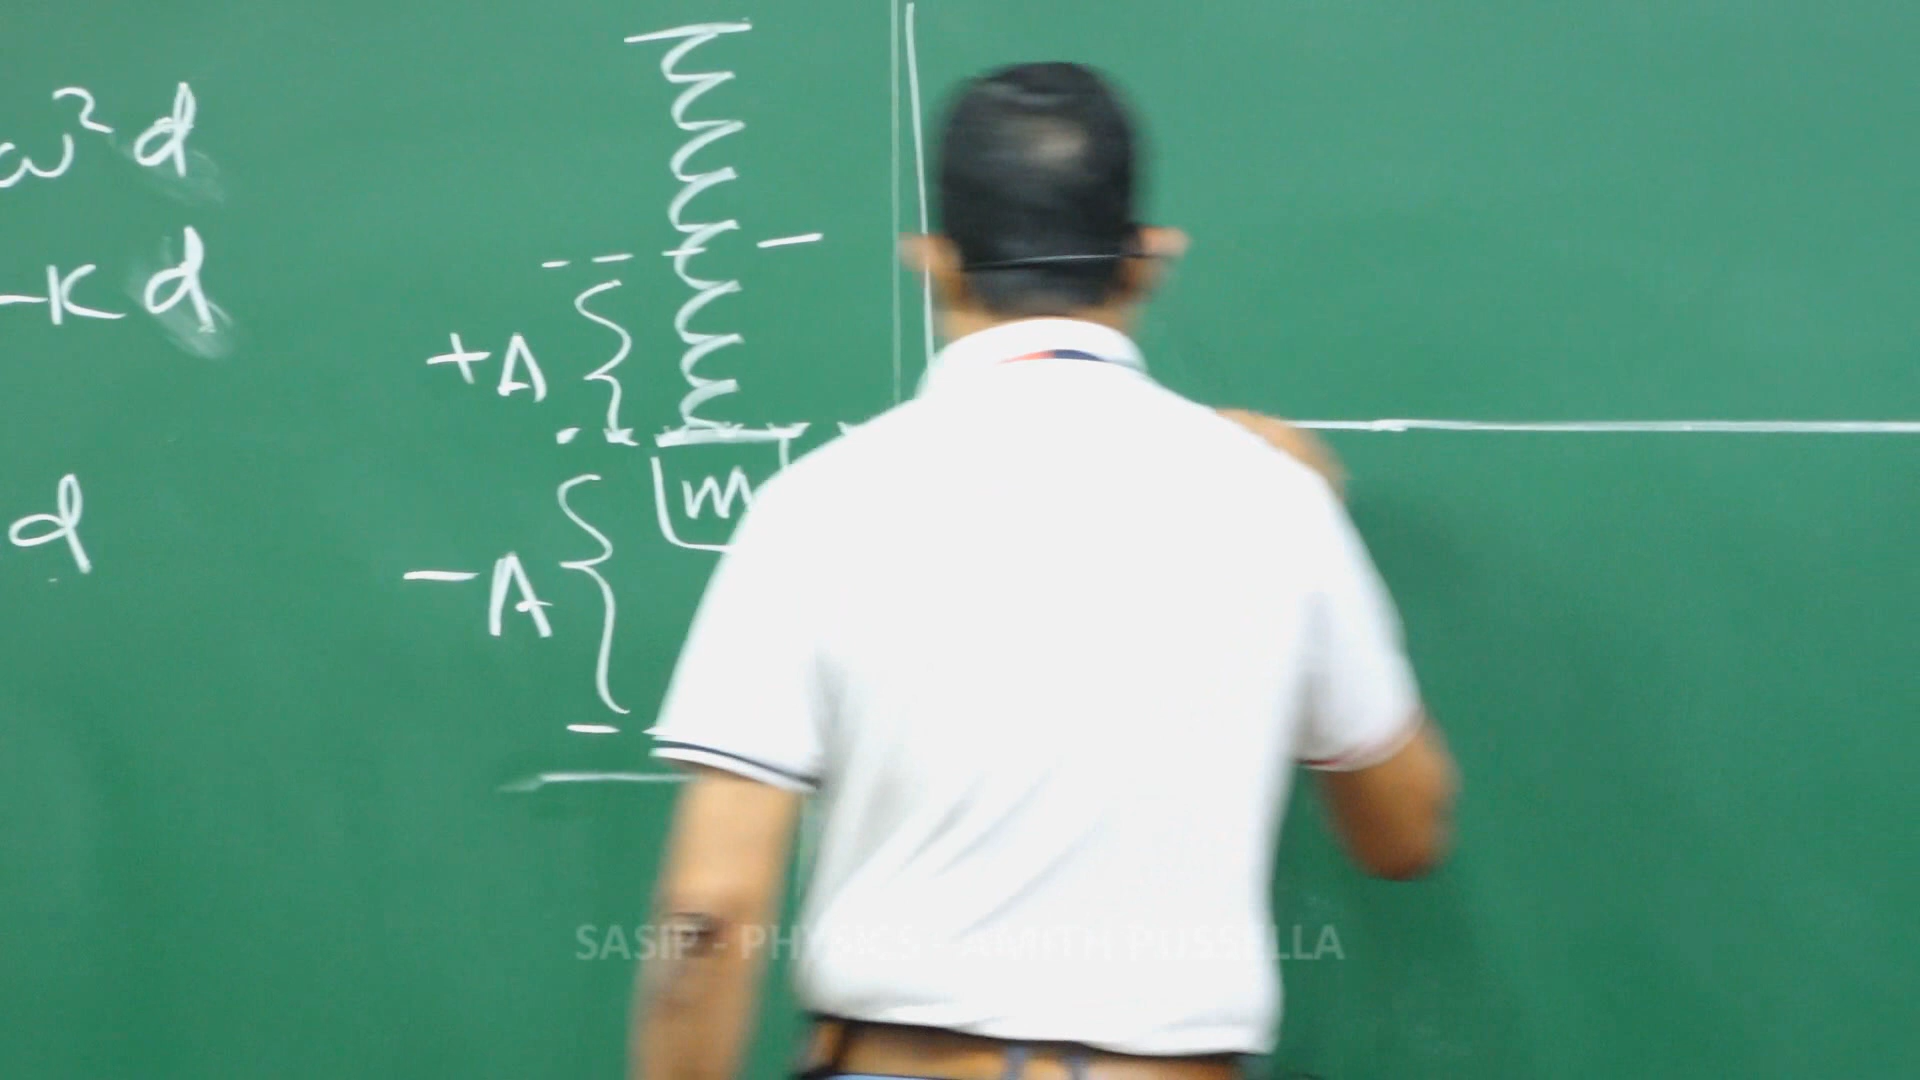 ω²d
-Kd
d
+A
m
-A
SASIP - PHYSICS - AMITH PUSSELLA